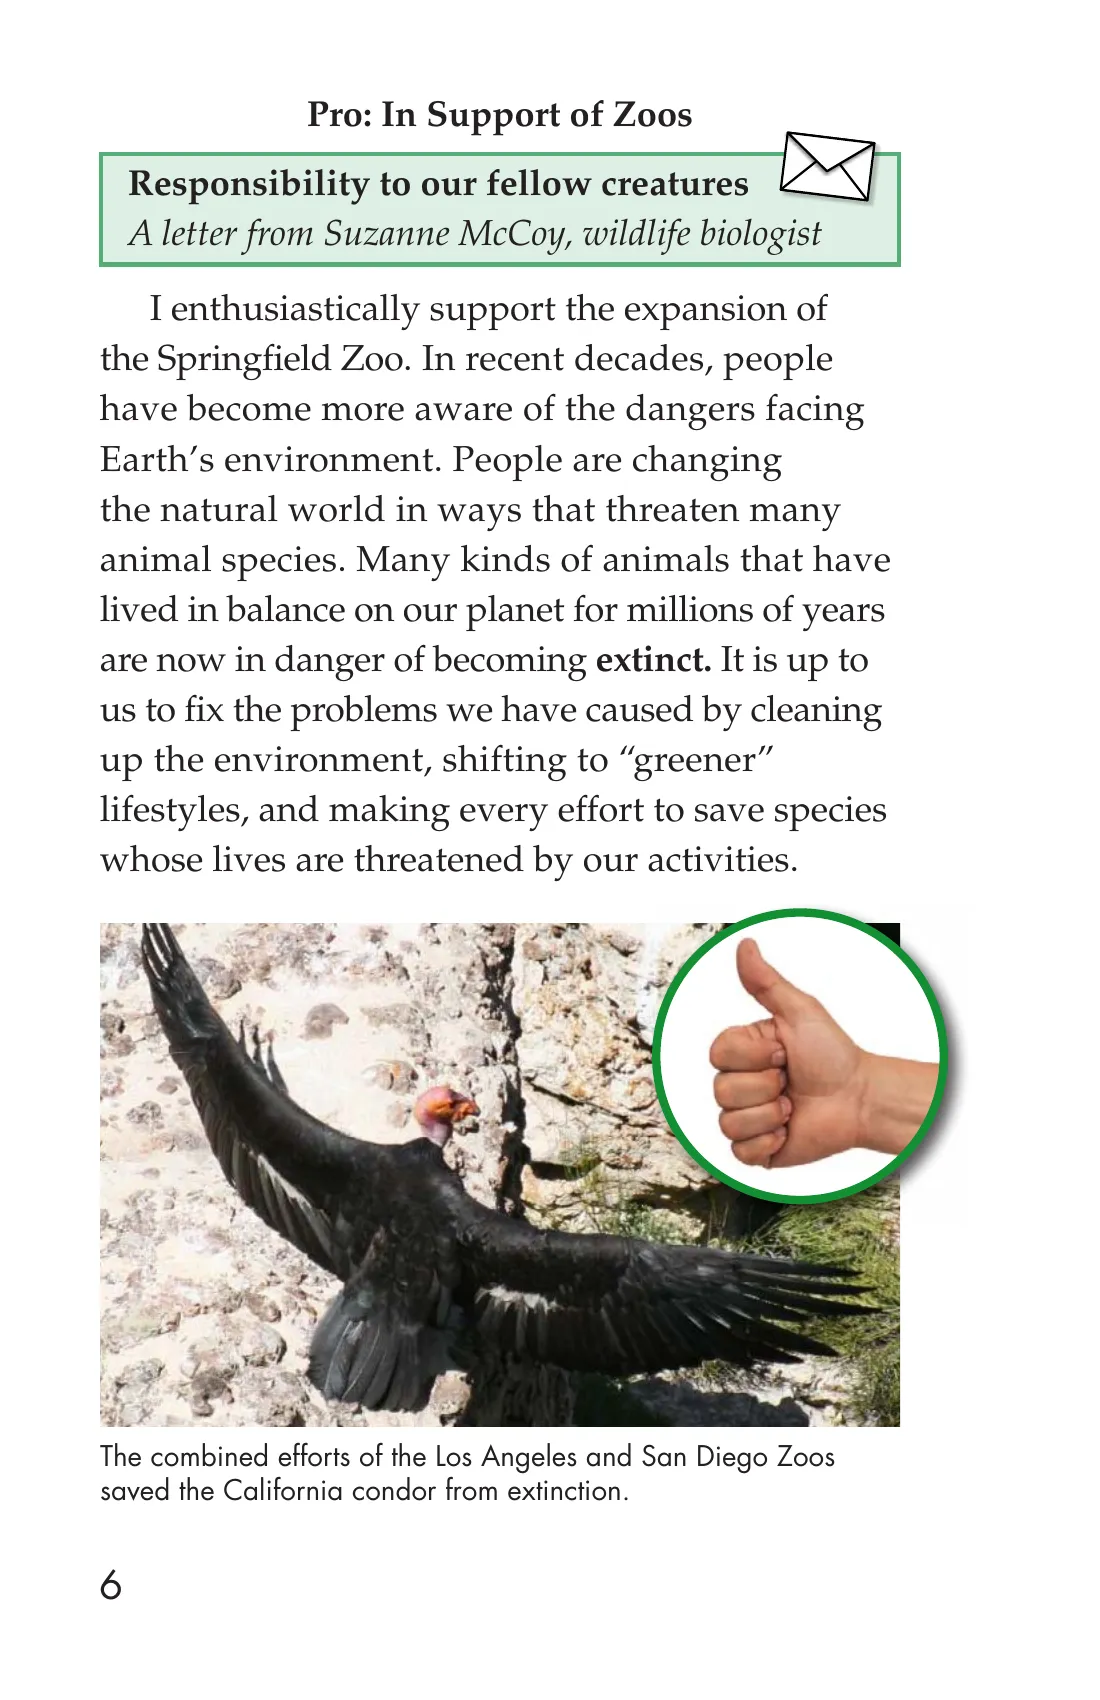 Pro: In Support of Zoos
Responsibility to our fellow creatures
A letter from Suzanne McCoy, wildlife biologist
I enthusiastically support the expansion of
the Springfield Zoo. In recent decades, people
have become more aware of the dangers facing
Earth’s environment. People are changing
the natural world in ways that threaten many
animal species. Many kinds of animals that have
lived in balance on our planet for millions of years
are now in danger of becoming extinct. It is up to
us to fix the problems we have caused by cleaning
up the environment, shifting to “greener”
lifestyles, and making every effort to save species
whose lives are threatened by our activities.
The combined efforts of the Los Angeles and San Diego Zoos
saved the California condor from extinction.
6